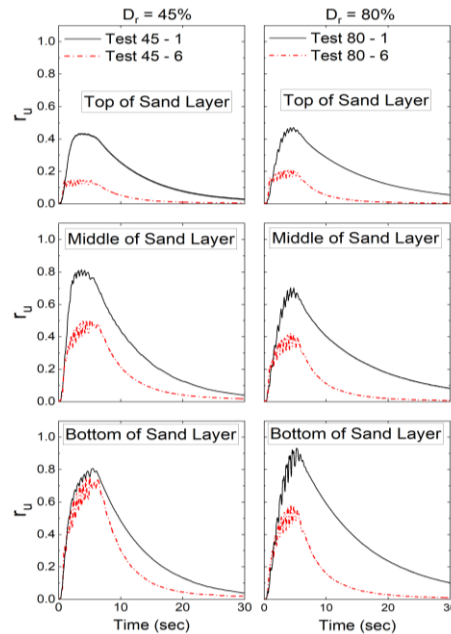 D_r = 45%
D_r = 80%
1.0
0.8
0.6
0.4
0.2
0.0
r_u
Test 45 - 1
Test 45 - 6
Top of Sand Layer
Test 80 - 1
Test 80 - 6
Top of Sand Layer
0.8
0.6
0.4
0.2
0.0
r_u
Middle of Sand Layer
Middle of Sand Layer
1.0
0.8
0.6
0.4
0.2
0.0
r_u
Bottom of Sand Layer
Bottom of Sand Layer
0 10 20 30
0 10 20 30
Time (sec)
Time (sec)